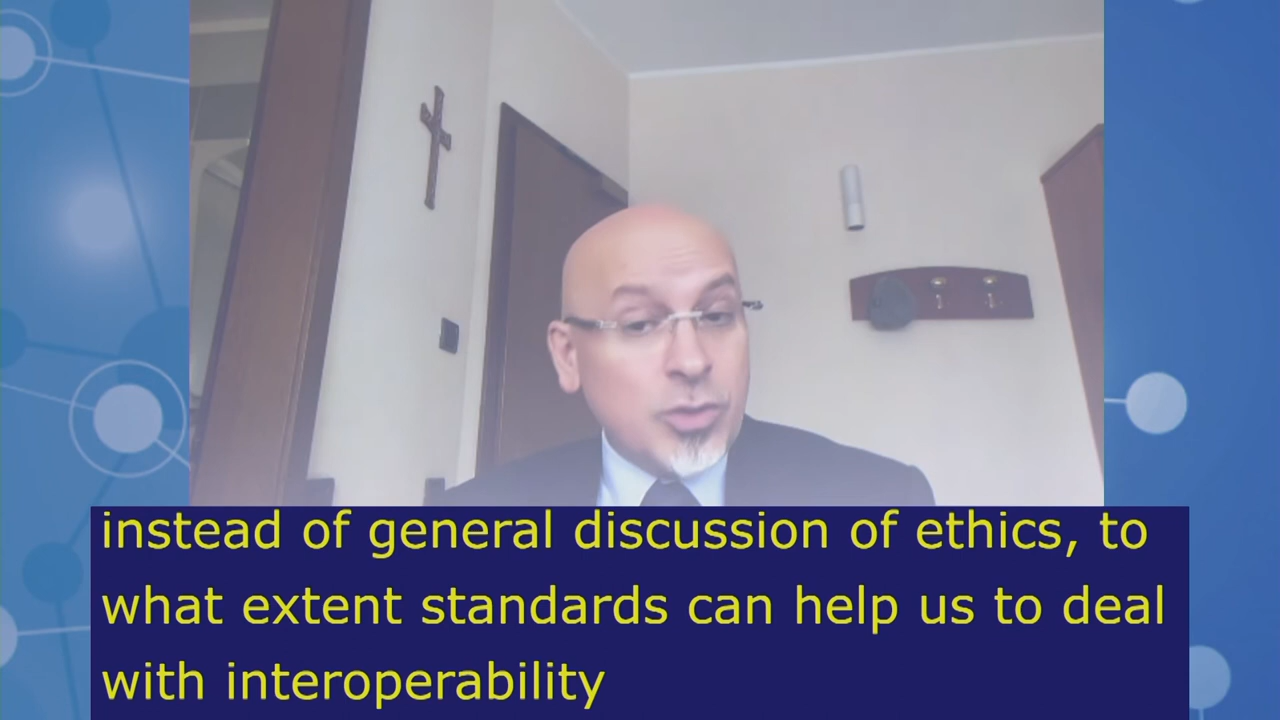 instead of general discussion of ethics, to
what extent standards can help us to deal
with interoperability